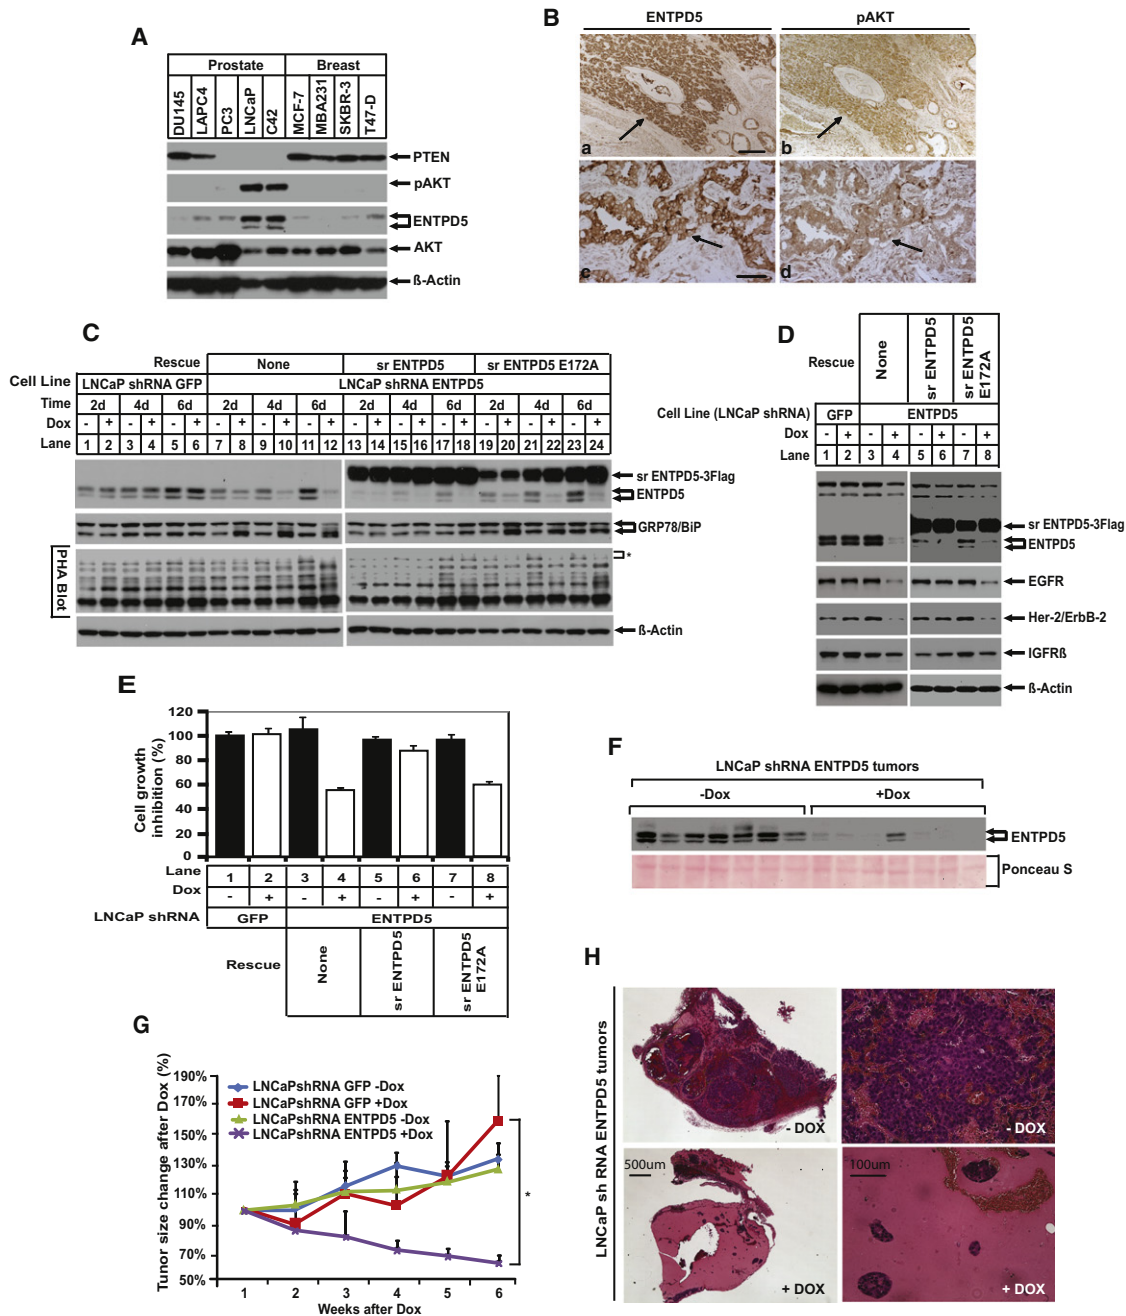 A
Prostate Breast
DU145 LAPC4 PC3 LNCaP C42 MCF-7 MBA231 SKBR-3 T47-D
PTEN
pAKT
ENTPD5
AKT
ß-Actin
B
ENTPD5 pAKT
a b
c d
C
Rescue None sr ENTPD5 sr ENTPD5 E172A
Cell Line LNCaP shRNA GFP LNCaP shRNA ENTPD5
Time 2d 4d 6d 2d 4d 6d 2d 4d 6d 2d 4d 6d
Dox - + - + - + - + - + - + - + - + - + - + - + - +
Lane 1 2 3 4 5 6 7 8 9 10 11 12 13 14 15 16 17 18 19 20 21 22 23 24
sr ENTPD5-3Flag
ENTPD5
GRP78/BiP
PHA Blot
*
ß-Actin
D
Rescue None sr ENTPD5 sr ENTPD5 E172A
Cell Line (LNCaP shRNA) GFP ENTPD5
Dox - + - + - + - +
Lane 1 2 3 4 5 6 7 8
sr ENTPD5-3Flag
ENTPD5
EGFR
Her-2/ErbB-2
IGFRß
ß-Actin
E
Cell growth inhibition (%)
120
100
80
60
40
20
0
Lane 1 2 3 4 5 6 7 8
Dox - + - + - + - +
LNCaP shRNA GFP ENTPD5
Rescue None sr ENTPD5 sr ENTPD5 E172A
F
LNCaP shRNA ENTPD5 tumors
-Dox +Dox
ENTPD5
Ponceau S
G
Tumor size change after Dox (%)
190%
170%
150%
130%
110%
90%
70%
50%
LNCaPshRNA GFP -Dox
LNCaPshRNA GFP +Dox
LNCaPshRNA ENTPD5 -Dox
LNCaPshRNA ENTPD5 +Dox
*
1 2 3 4 5 6
Weeks after Dox
H
LNCaP sh RNA ENTPD5 tumors
- DOX - DOX
500um 100um
+ DOX + DOX